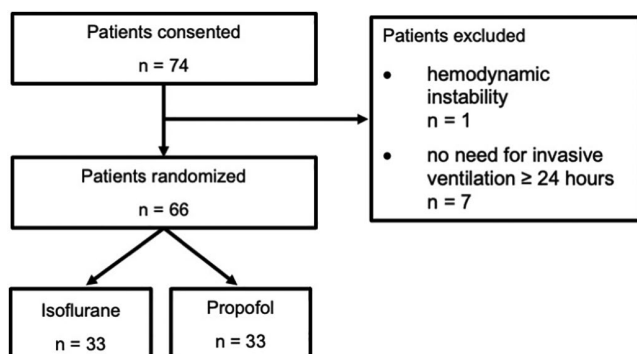 Patients consented
n = 74
Patients excluded
• hemodynamic
instability
n = 1
• no need for invasive
ventilation ≥ 24 hours
n = 7
Patients randomized
n = 66
Isoflurane
n = 33
Propofol
n = 33